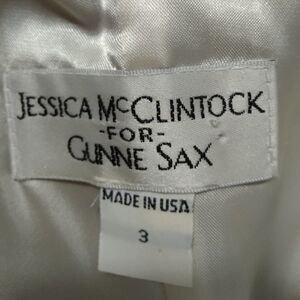 JESSICA McCLINTOCK
-FOR-
GUNNE SAX
MADE IN USA
3